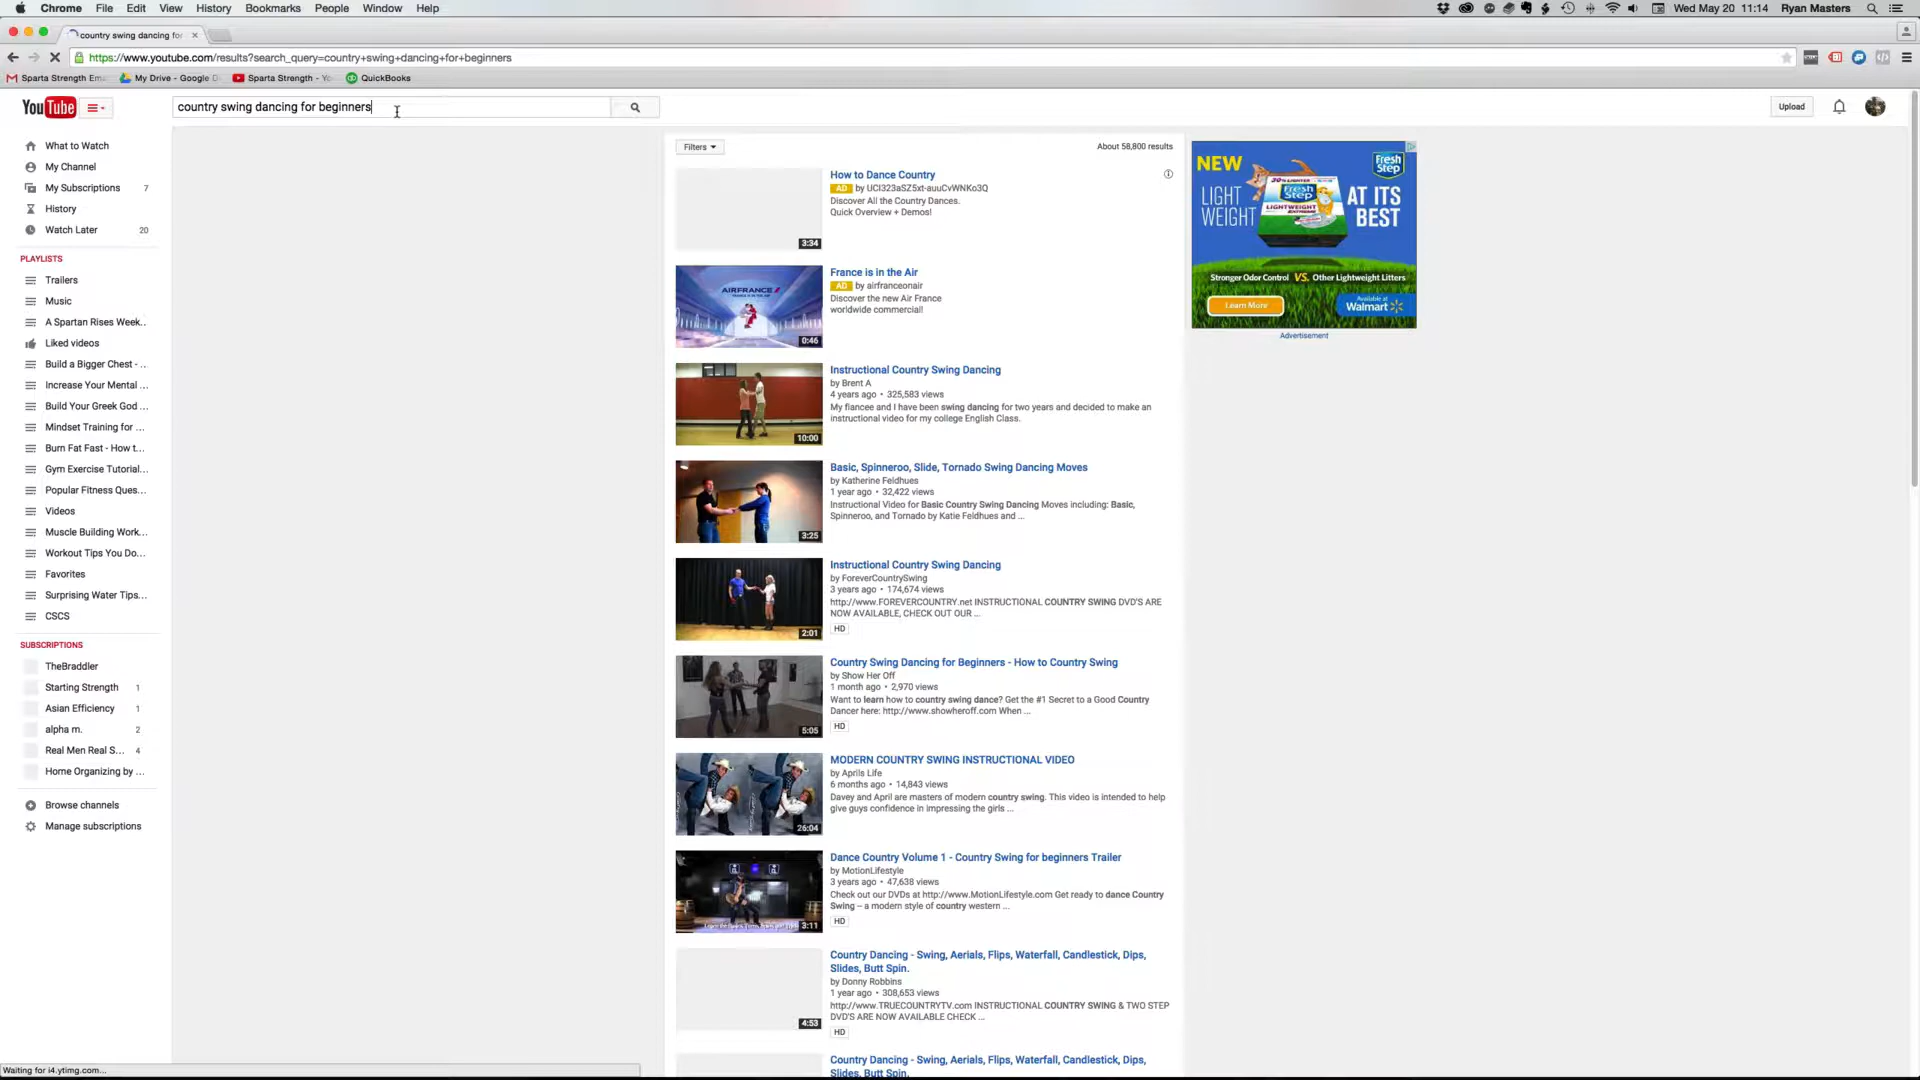 Chrome File Edit View History Bookmarks People Window Help
Wed May 20 11:14 Ryan Masters
country swing dancing for
https://www.youtube.com/results?search_query=country+swing+dancing+for+beginners
Sparta Strength Em
My Drive - Google D
Sparta Strength - Yo
QuickBooks
YouTube
country swing dancing for beginners
Upload
What to Watch
My Channel
My Subscriptions 7
History
Watch Later 20
PLAYLISTS
Trailers
Music
A Spartan Rises Week..
Liked videos
Build a Bigger Chest - ...
Increase Your Mental ...
Build Your Greek God ...
Mindset Training for ...
Burn Fat Fast - How t...
Gym Exercise Tutorial...
Popular Fitness Ques...
Videos
Muscle Building Work...
Workout Tips You Do...
Favorites
Surprising Water Tips...
CSCS
SUBSCRIPTIONS
TheBraddler
Starting Strength 1
Asian Efficiency 1
alpha m. 2
Real Men Real S... 4
Home Organizing by ...
Browse channels
Manage subscriptions
Filters
About 58,800 results
How to Dance Country
AD by UCI323aSZ5xt-auuCvWNKo3Q
Discover All the Country Dances.
Quick Overview + Demos!
3:34
France is in the Air
AD by airfranceonair
Discover the new Air France
worldwide commercial!
AIRFRANCE
0:46
Instructional Country Swing Dancing
by Brent A
4 years ago • 325,583 views
My fiancee and I have been swing dancing for two years and decided to make an
instructional video for my college English Class.
10:00
Basic, Spinneroo, Slide, Tornado Swing Dancing Moves
by Katherine Feldhues
1 year ago • 32,422 views
Instructional Video for Basic Country Swing Dancing Moves including: Basic,
Spinneroo, and Tornado by Katie Feldhues and ...
3:25
Instructional Country Swing Dancing
by ForeverCountrySwing
3 years ago • 174,674 views
http://www.FOREVERCOUNTRY.net INSTRUCTIONAL COUNTRY SWING DVD'S ARE
NOW AVAILABLE, CHECK OUT OUR ...
HD
2:01
Country Swing Dancing for Beginners - How to Country Swing
by Show Her Off
1 month ago • 2,970 views
Want to learn how to country swing dance? Get the #1 Secret to a Good Country
Dancer here: http://www.showheroff.com When ...
HD
5:05
MODERN COUNTRY SWING INSTRUCTIONAL VIDEO
by Aprils Life
6 months ago • 14,843 views
Davey and April are masters of modern country swing. This video is intended to help
give guys confidence in impressing the girls ...
26:04
Dance Country Volume 1 - Country Swing for beginners Trailer
by MotionLifestyle
3 years ago • 47,638 views
Check out our DVDs at http://www.MotionLifestyle.com Get ready to dance Country
Swing – a modern style of country western ...
HD
3:11
Country Dancing - Swing, Aerials, Flips, Waterfall, Candlestick, Dips,
Slides, Butt Spin.
by Donny Robbins
1 year ago • 308,653 views
http://www.TRUECOUNTRYTV.com INSTRUCTIONAL COUNTRY SWING & TWO STEP
DVD'S ARE NOW AVAILABLE CHECK ...
HD
4:53
Country Dancing - Swing, Aerials, Flips, Waterfall, Candlestick, Dips,
Slides, Butt Spin.
NEW
LIGHT
WEIGHT
Fresh Step
30% LIGHTER
Fresh Step
LIGHTWEIGHT
AT ITS
BEST
Stronger Odor Control VS. Other Lightweight Litters
Learn More
Available at
Walmart
Advertisement
Waiting for i4.ytimg.com...